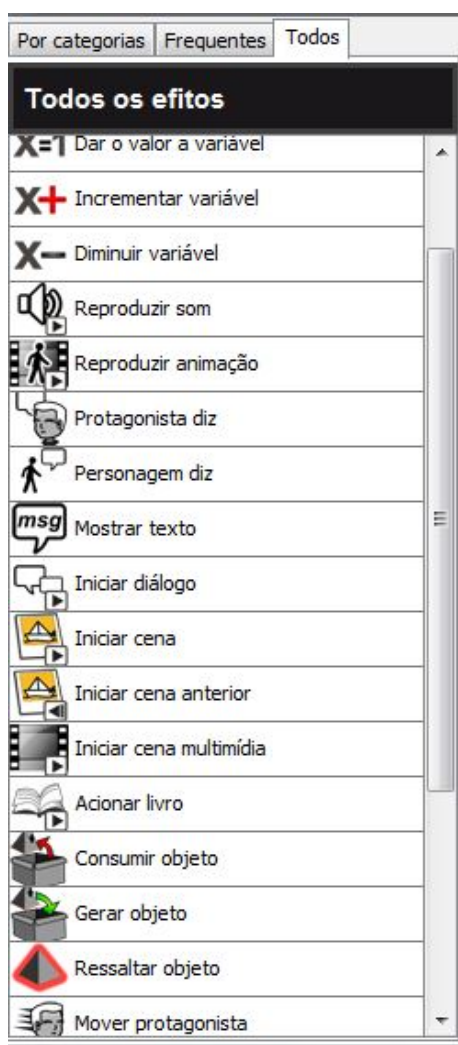 Por categorias Frequentes Todos
Todos os efitos
X=1 Dar o valor a variável
X+ Incrementar variável
X- Diminuir variável
Reproduzir som
Reproduzir animação
Protagonista diz
Personagem diz
msg Mostrar texto
Iniciar diálogo
Iniciar cena
Iniciar cena anterior
Iniciar cena multimídia
Acionar livro
Consumir objeto
Gerar objeto
Ressaltar objeto
Mover protagonista